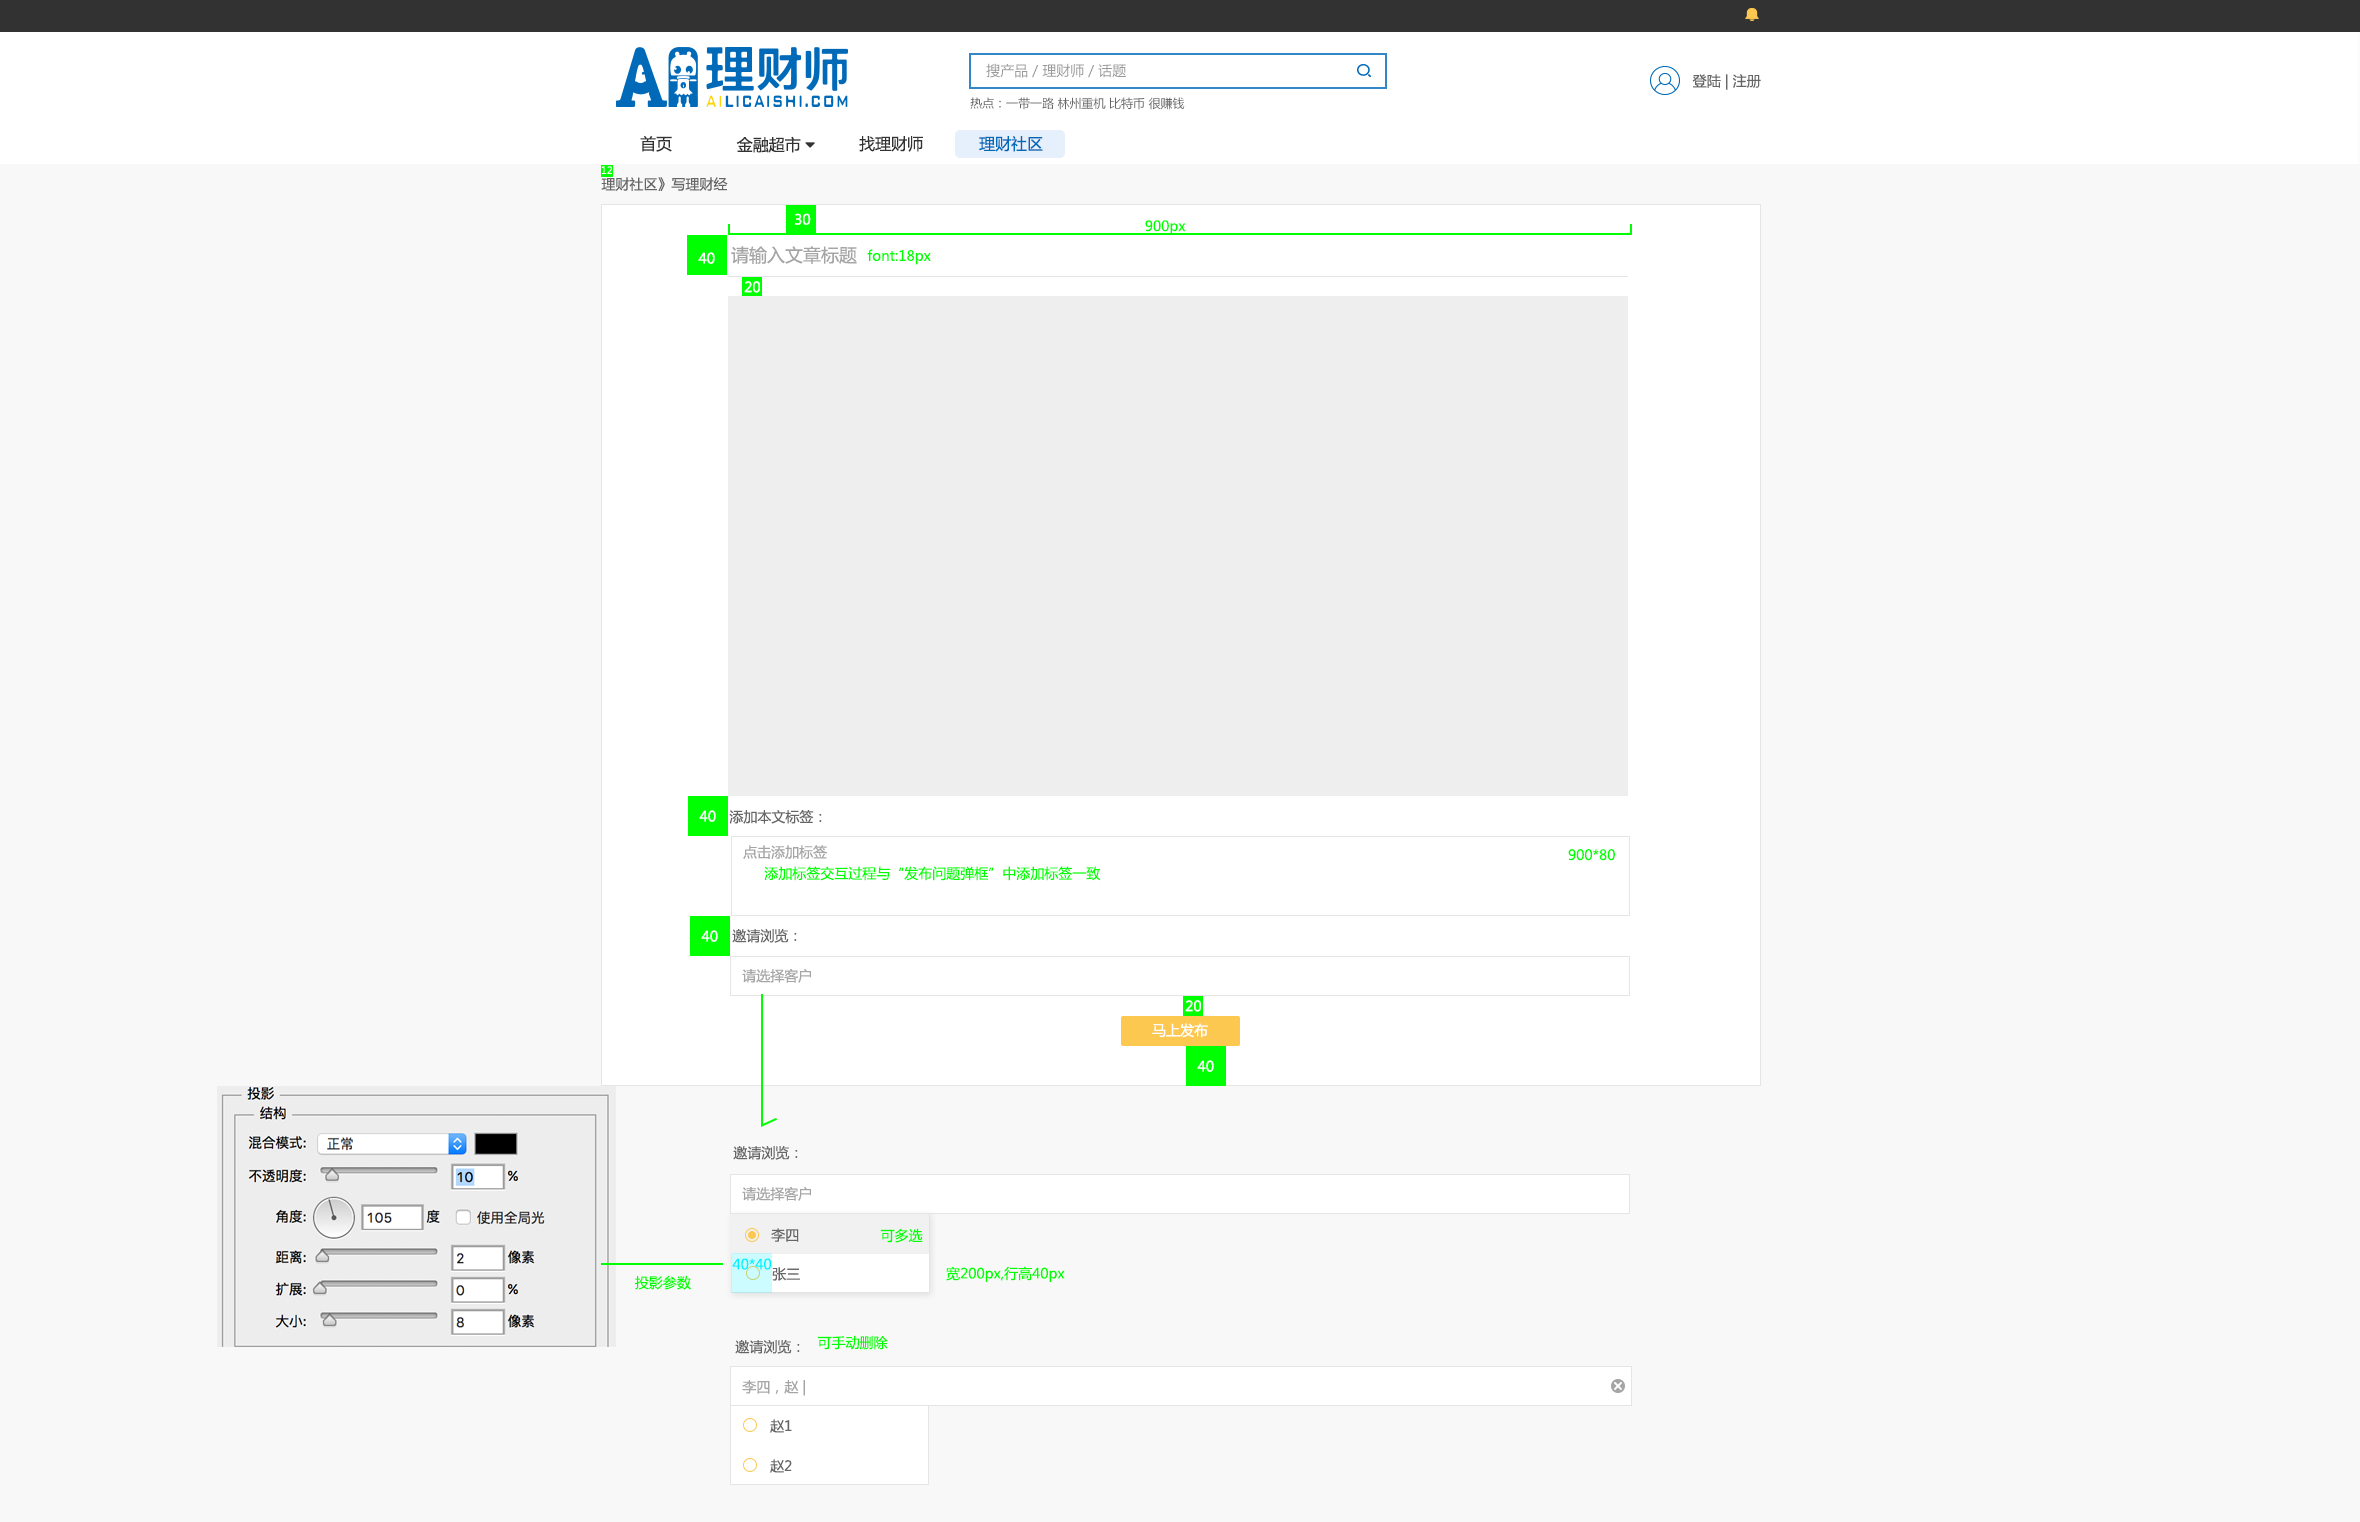 AI理财师
AILICAISHI.COM
搜产品 / 理财师 / 话题
热点：一带一路 林州重机 比特币 很赚钱
登陆 | 注册
首页 金融超市 找理财师 理财社区
12
理财社区》写理财经
30
900px
40
请输入文章标题 font:18px
20
40
添加本文标签：
点击添加标签
900*80
添加标签交互过程与“发布问题弹框”中添加标签一致
40
邀请浏览：
请选择客户
20
马上发布
40
投影
结构
混合模式: 正常
不透明度: 10 %
角度: 105 度 使用全局光
距离: 2 像素
扩展: 0 %
大小: 8 像素
投影参数
邀请浏览：
请选择客户
李四 可多选
40*40
张三
宽200px,行高40px
邀请浏览： 可手动删除
李四，赵 |
赵1
赵2